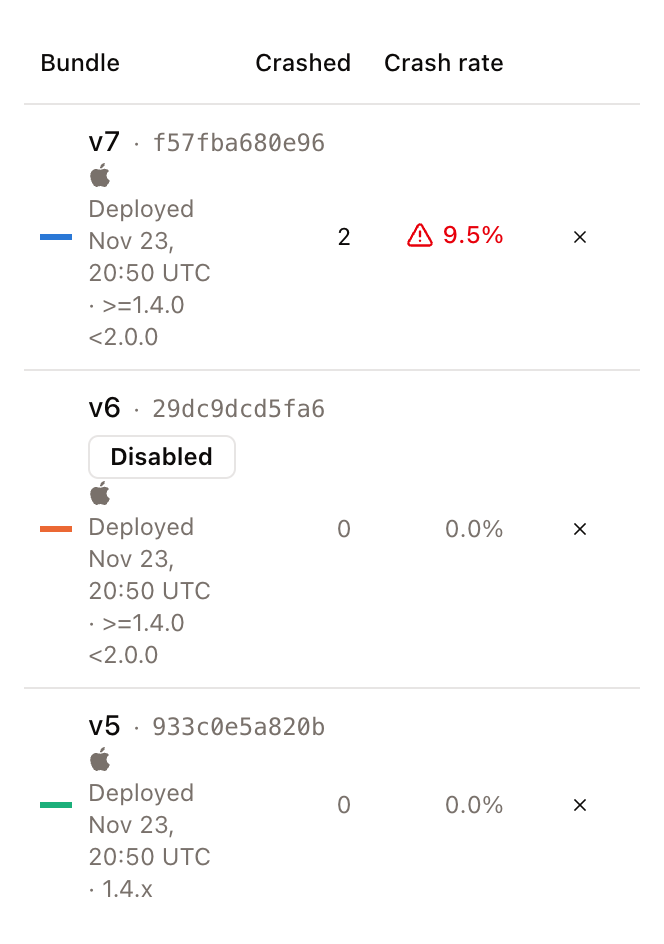 Bundle Crashed Crash rate
v7 · f57fba680e96
Deployed
Nov 23,
20:50 UTC
· >=1.4.0
<2.0.0
2 9.5% ×
v6 · 29dc9dcd5fa6
Disabled
Deployed
Nov 23,
20:50 UTC
· >=1.4.0
<2.0.0
0 0.0% ×
v5 · 933c0e5a820b
Deployed
Nov 23,
20:50 UTC
· 1.4.x
0 0.0% ×